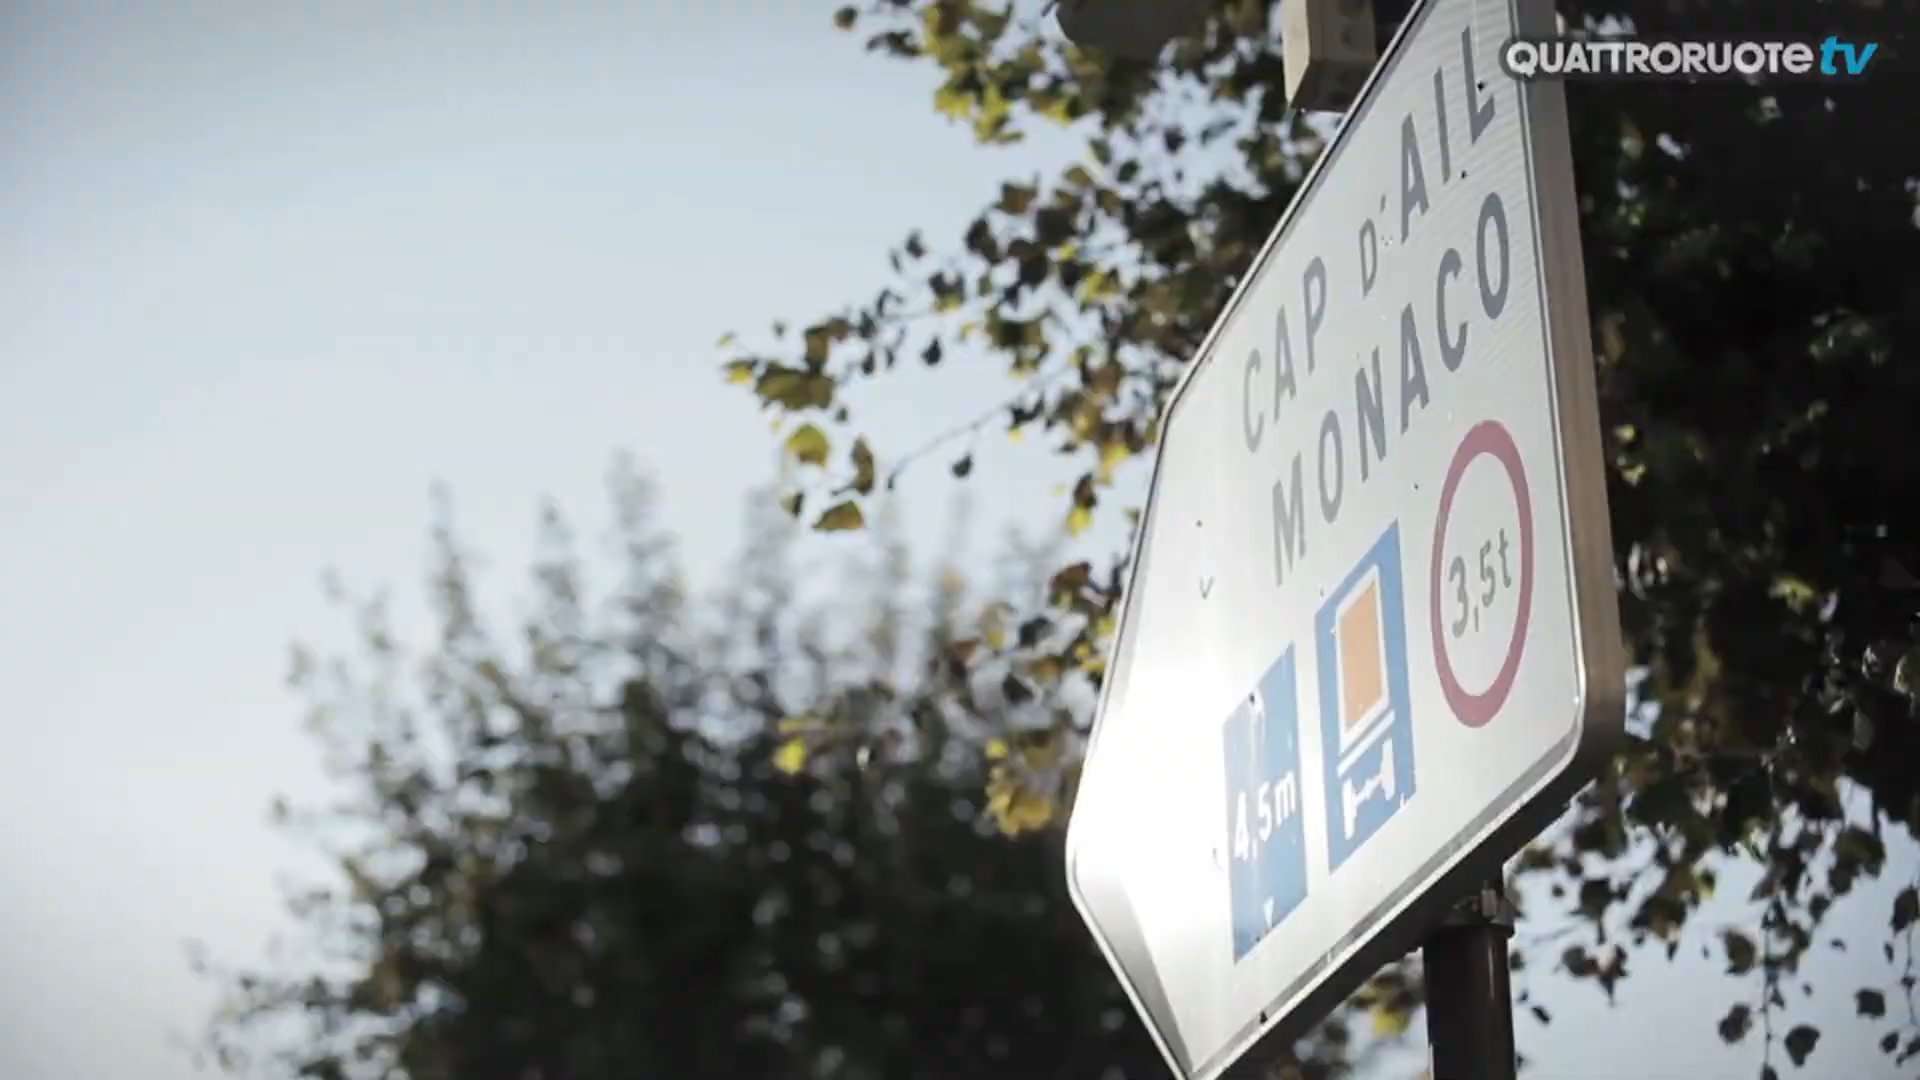 QUATTRORUOTE tv
CAP D'AIL
MONACO
3,5t
4,5m